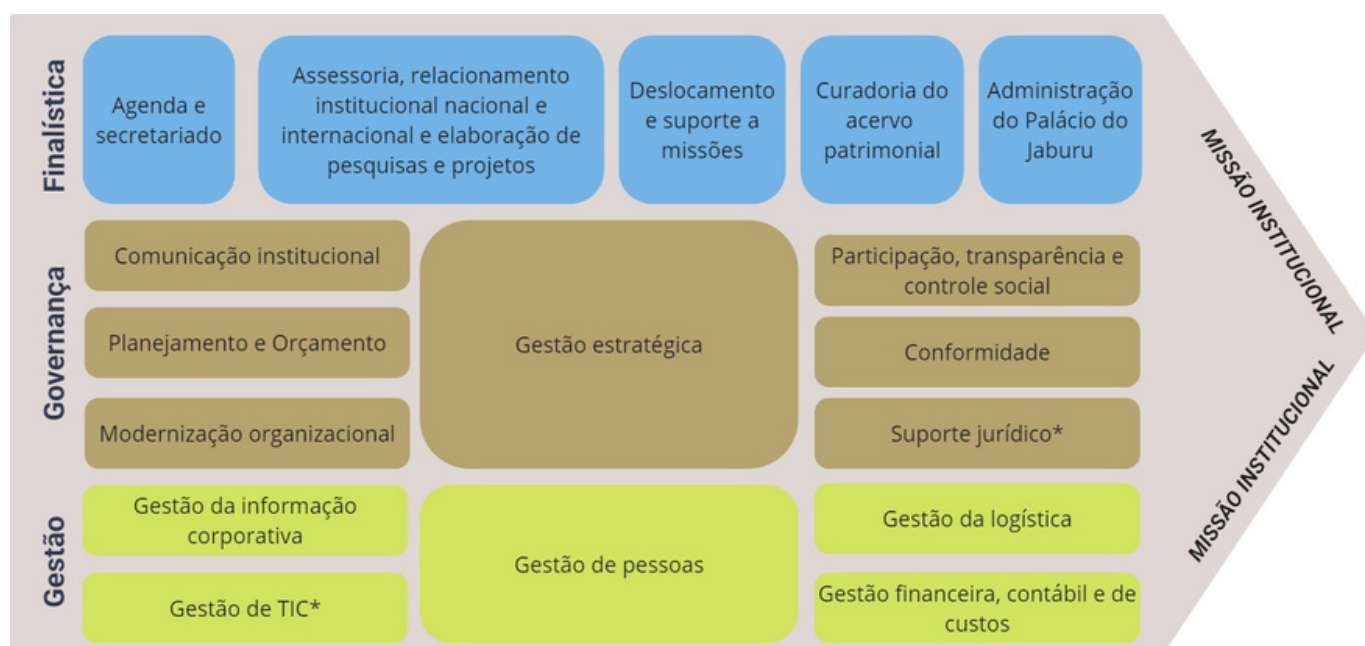 Finalística
Agenda e
secretariado
Assessoria, relacionamento
institucional nacional e
internacional e elaboração de
pesquisas e projetos
Deslocamento
e suporte a
missões
Curadoria do
acervo
patrimonial
Administração
do Palácio do
Jaburu
Governança
Comunicação institucional
Planejamento e Orçamento
Modernização organizacional
Gestão estratégica
Participação, transparência e
controle social
Conformidade
Suporte jurídico*
Gestão
Gestão da informação
corporativa
Gestão de TIC*
Gestão de pessoas
Gestão da logística
Gestão financeira, contábil e de
custos
MISSÃO INSTITUCIONAL
MISSÃO INSTITUCIONAL